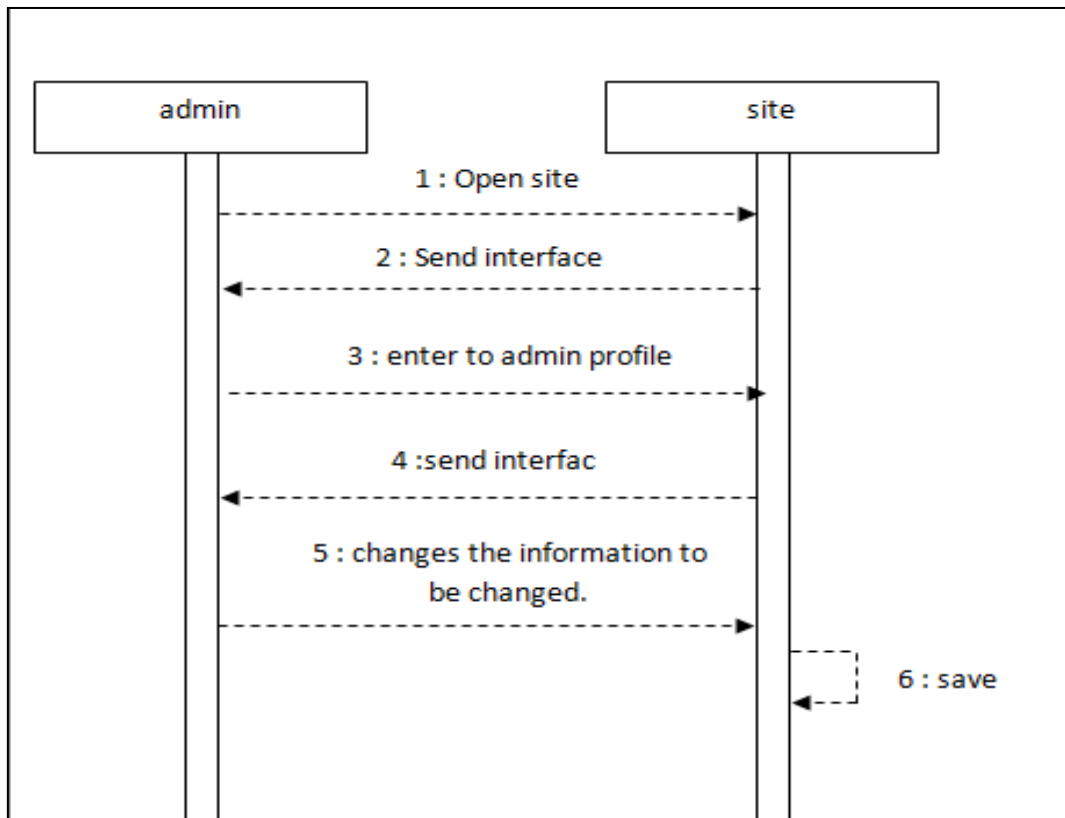 admin
site
1 : Open site
2 : Send interface
3 : enter to admin profile
4 :send interfac
5 : changes the information to
be changed.
6 : save